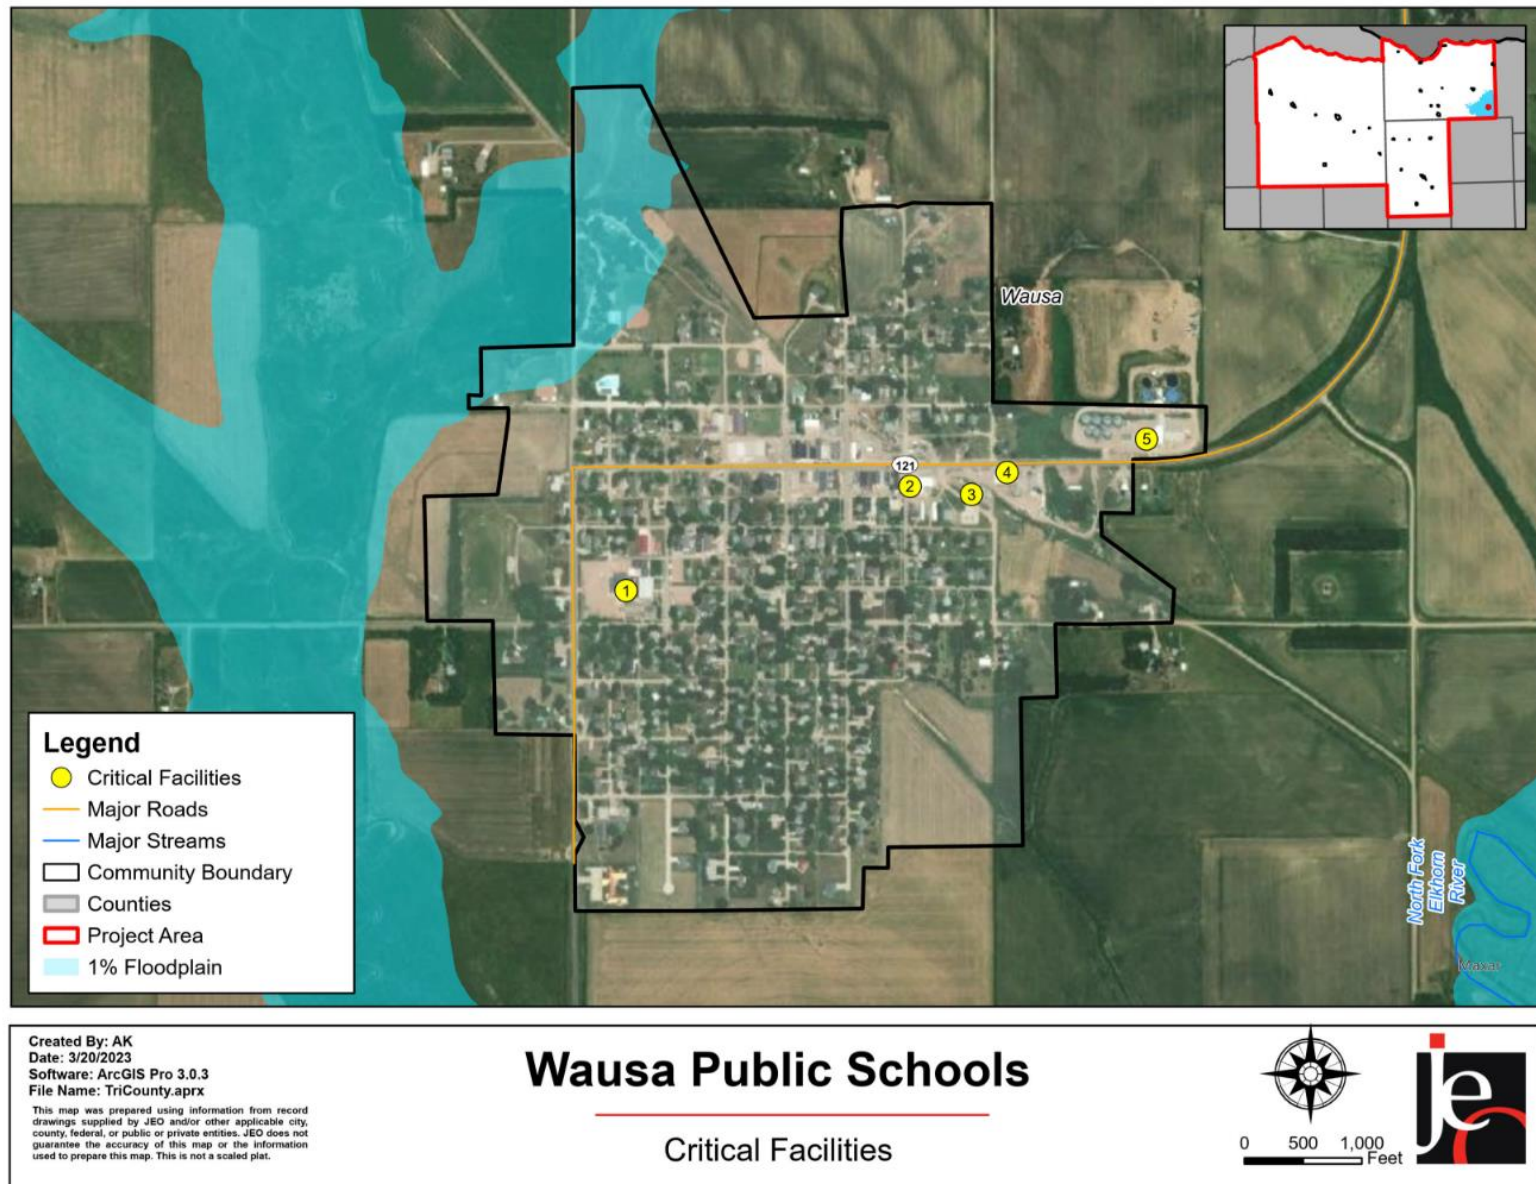 Wausa
121
5
4
2
3
1
Legend
Critical Facilities
Major Roads
Major Streams
Community Boundary
Counties
Project Area
1% Floodplain
North Fork
Elkhorn
River
Maxar
Created By: AK
Date: 3/20/2023
Software: ArcGIS Pro 3.0.3
File Name: TriCounty.aprx
This map was prepared using information from record
drawings supplied by JEO and/or other applicable city,
county, federal, or public or private entities. JEO does not
guarantee the accuracy of this map or the information
used to prepare this map. This is not a scaled plat.
Wausa Public Schools
Critical Facilities
0 500 1,000
Feet
jeo